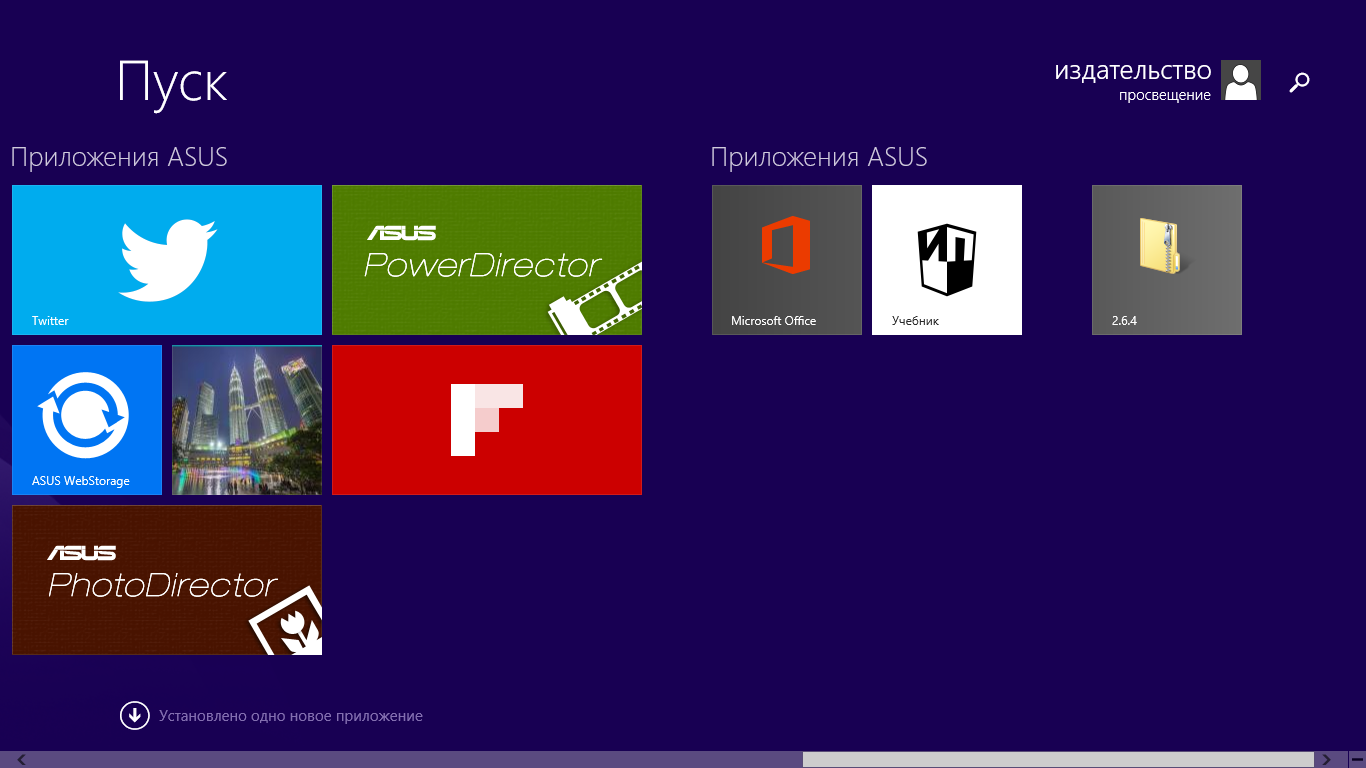 Пуск
издательство
просвещение
Приложения ASUS
Приложения ASUS
Twitter
ASUS
PowerDirector
Microsoft Office
ИП
Учебник
2.6.4
ASUS WebStorage
ASUS
PhotoDirector
Установлено одно новое приложение